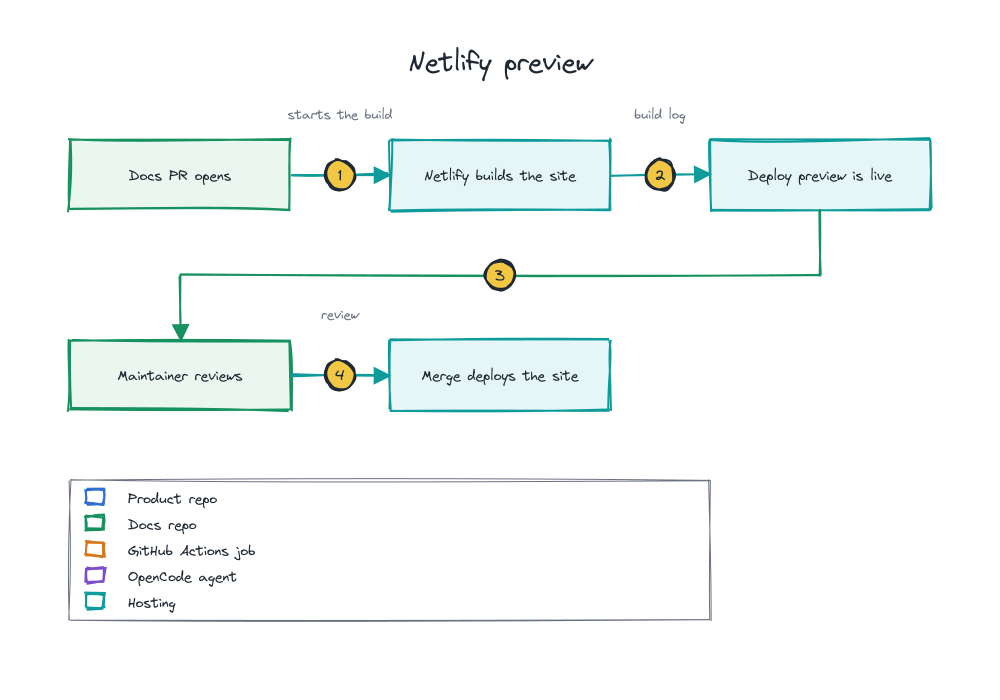 Netlify preview
starts the build
build log
Docs PR opens
1
Netlify builds the site
2
Deploy preview is live
3
review
Maintainer reviews
4
Merge deploys the site
Product repo
Docs repo
GitHub Actions job
OpenCode agent
Hosting